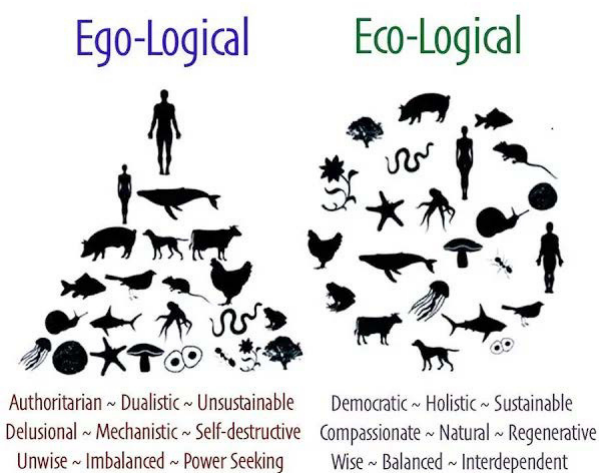 Ego-Logical
Eco-Logical
Authoritarian ~ Dualistic ~ Unsustainable
Delusional ~ Mechanistic ~ Self-destructive
Unwise ~ Imbalanced ~ Power Seeking
Democratic ~ Holistic ~ Sustainable
Compassionate ~ Natural ~ Regenerative
Wise ~ Balanced ~ Interdependent